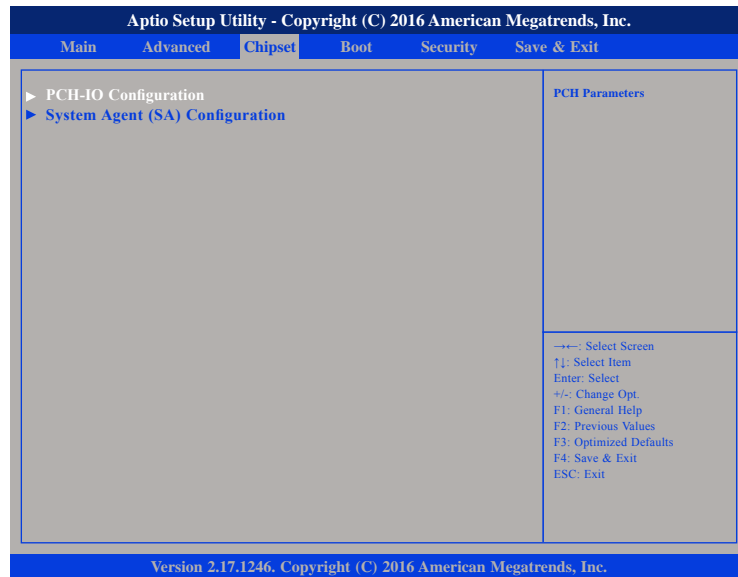 Aptio Setup Utility - Copyright (C) 2016 American Megatrends, Inc.
Main Advanced Chipset Boot Security Save & Exit
► PCH-IO Configuration
► System Agent (SA) Configuration
PCH Parameters
→←: Select Screen
↑↓: Select Item
Enter: Select
+/-: Change Opt.
F1: General Help
F2: Previous Values
F3: Optimized Defaults
F4: Save & Exit
ESC: Exit
Version 2.17.1246. Copyright (C) 2016 American Megatrends, Inc.